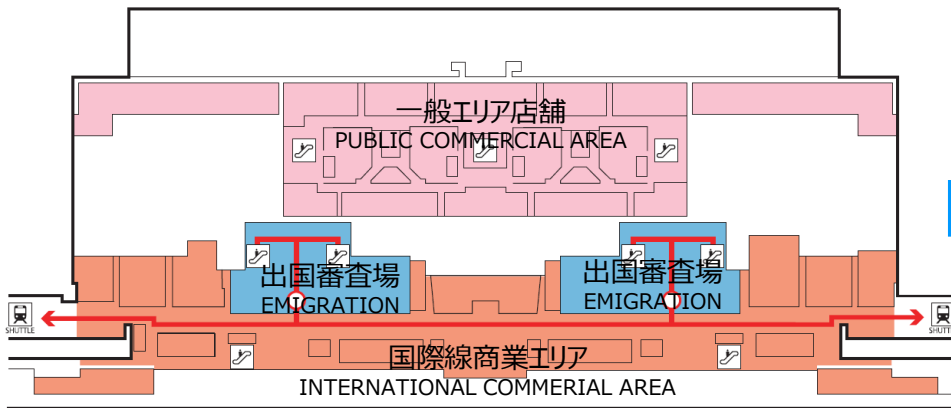 一般エリア店舗
PUBLIC COMMERCIAL AREA
出国審査場
EMIGRATION
出国審査場
EMIGRATION
SHUTTLE
SHUTT
国際線商業エリア
INTERNATIONAL COMMERIAL AREA